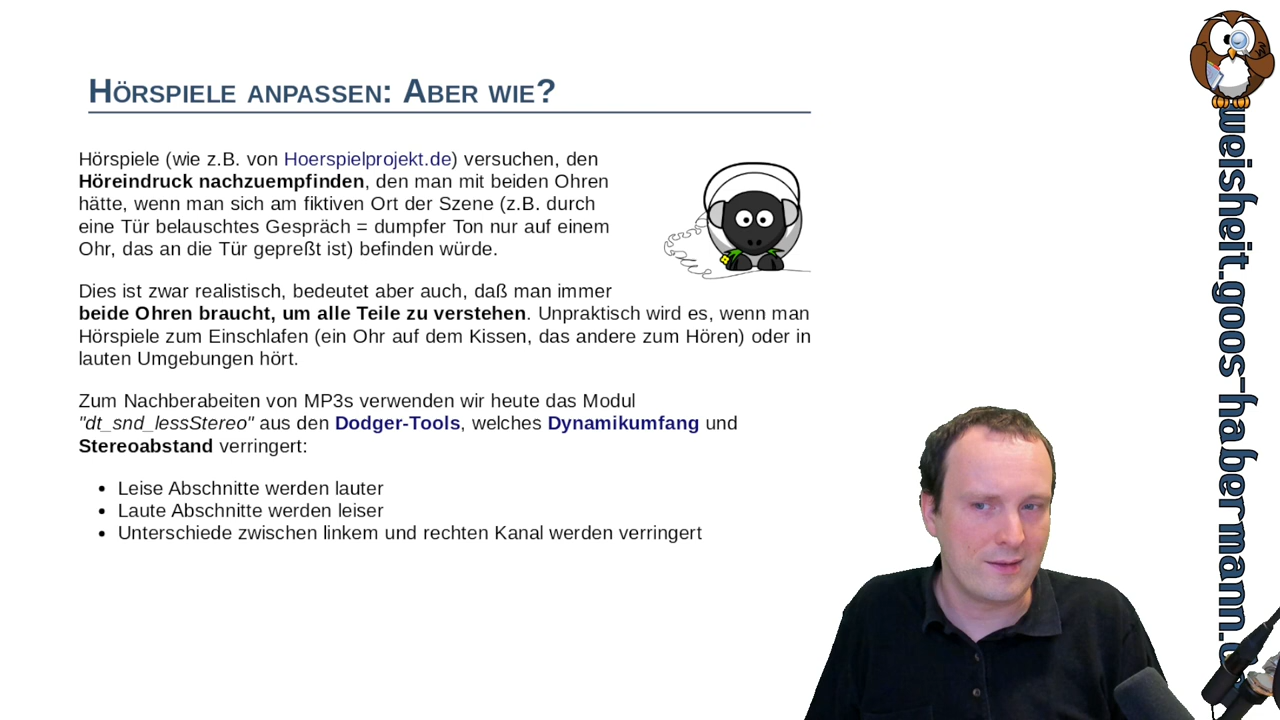 HÖRSPIELE ANPASSEN: ABER WIE?
Hörspiele (wie z.B. von Hoerspielprojekt.de) versuchen, den
Höreindruck nachzuempfinden, den man mit beiden Ohren
hätte, wenn man sich am fiktiven Ort der Szene (z.B. durch
eine Tür belauschtes Gespräch = dumpfer Ton nur auf einem
Ohr, das an die Tür gepreßt ist) befinden würde.
Dies ist zwar realistisch, bedeutet aber auch, daß man immer
beide Ohren braucht, um alle Teile zu verstehen. Unpraktisch wird es, wenn man
Hörspiele zum Einschlafen (ein Ohr auf dem Kissen, das andere zum Hören) oder in
lauten Umgebungen hört.
Zum Nachberabeiten von MP3s verwenden wir heute das Modul
"dt_snd_lessStereo" aus den Dodger-Tools, welches Dynamikumfang und
Stereoabstand verringert:
• Leise Abschnitte werden lauter
• Laute Abschnitte werden leiser
• Unterschiede zwischen linkem und rechten Kanal werden verringert
weisheit.goos-habermann.